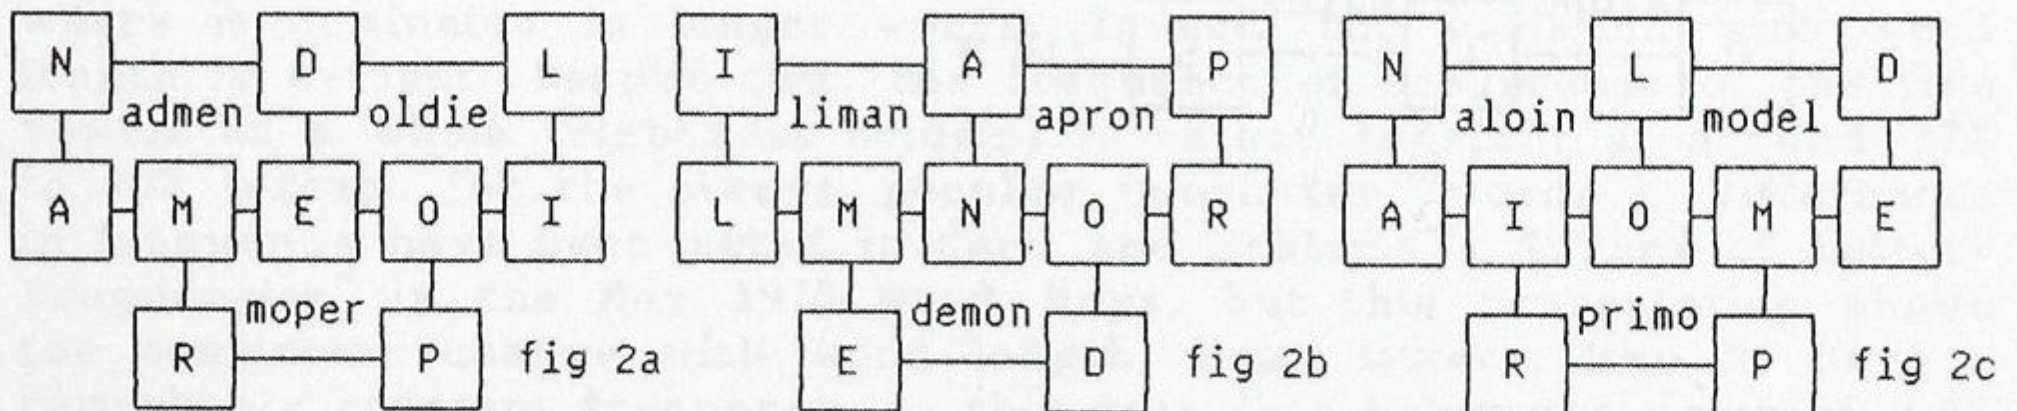 N D L I A P N L D
admen oldie liman apron aloin model
A M E O I L M N O R A I O M E
moper demon primo
R P fig 2a E D fig 2b R P fig 2c